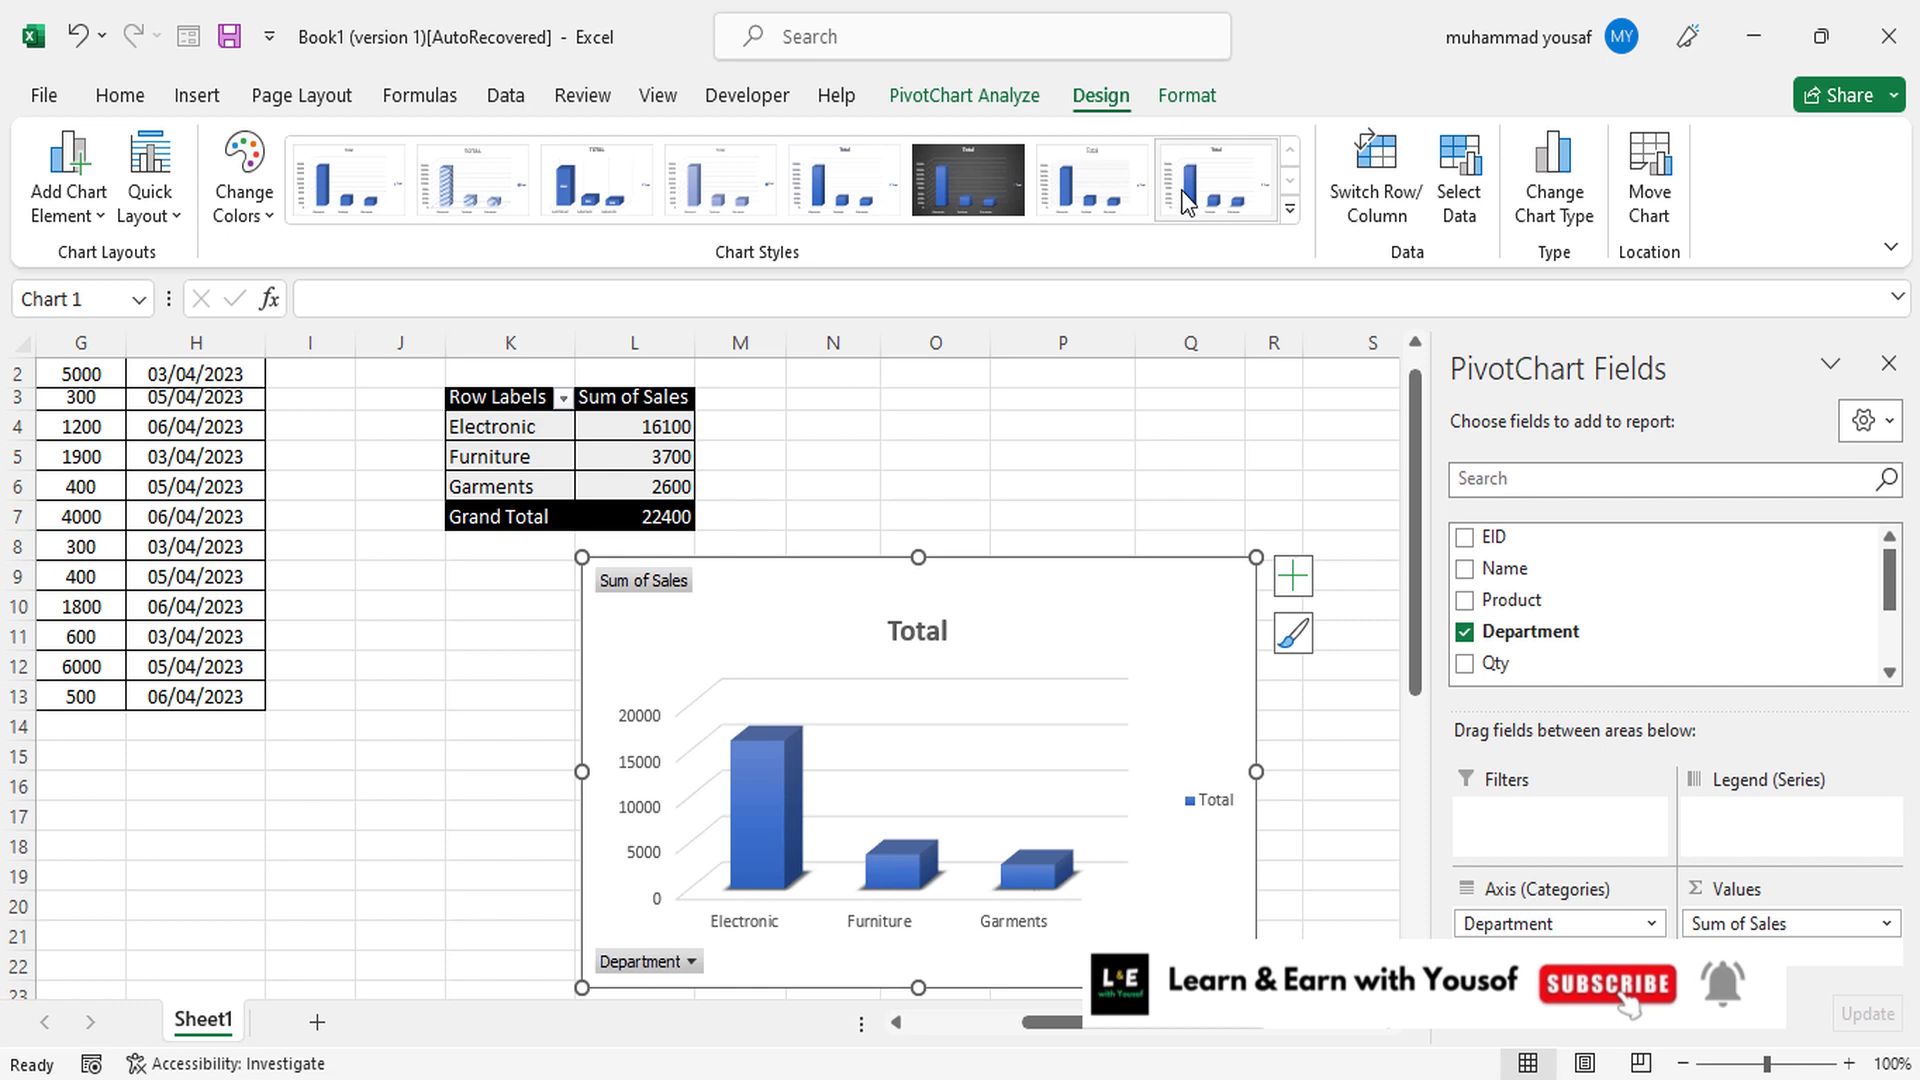 Book1 (version 1)[AutoRecovered] - Excel
Search
muhammad yousaf MY
File Home Insert Page Layout Formulas Data Review View Developer Help PivotChart Analyze Design Format
Share
Add Chart Element
Quick Layout
Change Colors
Switch Row/ Column
Select Data
Change Chart Type
Move Chart
Chart Layouts Chart Styles Data Type Location
Chart 1 fx
G H I J K L M N O P Q R S
2 5000 03/04/2023
3 300 05/04/2023 Row Labels Sum of Sales
4 1200 06/04/2023 Electronic 16100
5 1900 03/04/2023 Furniture 3700
6 400 05/04/2023 Garments 2600
7 4000 06/04/2023 Grand Total 22400
8 300 03/04/2023
9 400 05/04/2023
10 1800 06/04/2023
11 600 03/04/2023
12 6000 05/04/2023
13 500 06/04/2023
14
15
16
17
18
19
20
21
22
23
Sum of Sales
Total
20000
15000
10000
5000
0
Electronic Furniture Garments
Total
Department
PivotChart Fields
Choose fields to add to report:
Search
EID
Name
Product
Department
Qty
Drag fields between areas below:
Filters Legend (Series)
Axis (Categories) Σ Values
Department Sum of Sales
L&E with Yousof
Learn & Earn with Yousof
SUBSCRIBE
Update
Sheet1
Ready Accessibility: Investigate 100%